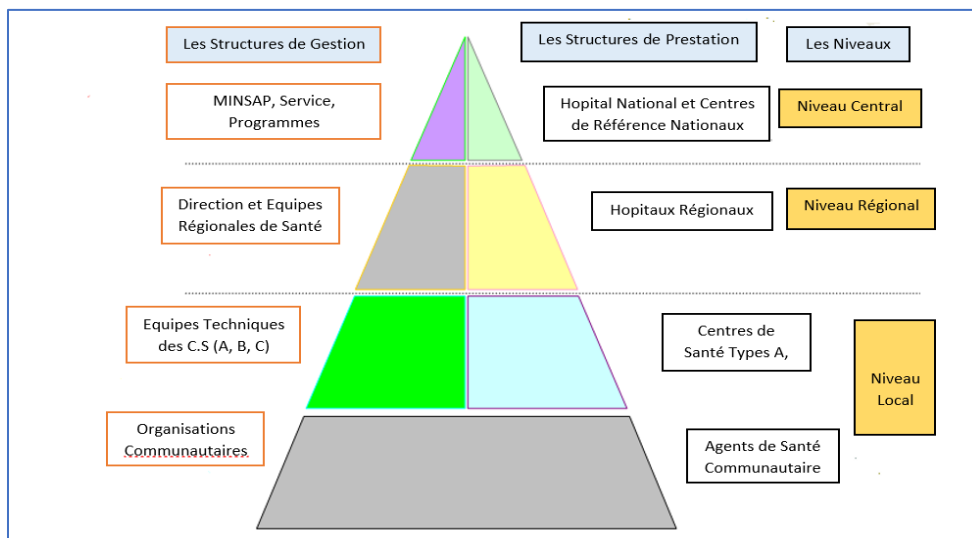 Les Structures de Gestion
Les Structures de Prestation
Les Niveaux
MINSAP, Service,
Programmes
Hopital National et Centres
de Référence Nationaux
Niveau Central
Direction et Equipes
Régionales de Santé
Hopitaux Régionaux
Niveau Régional
Equipes Techniques
des C.S (A, B, C)
Centres de
Santé Types A,
Niveau
Local
Organisations
Communautaires
Agents de Santé
Communautaire